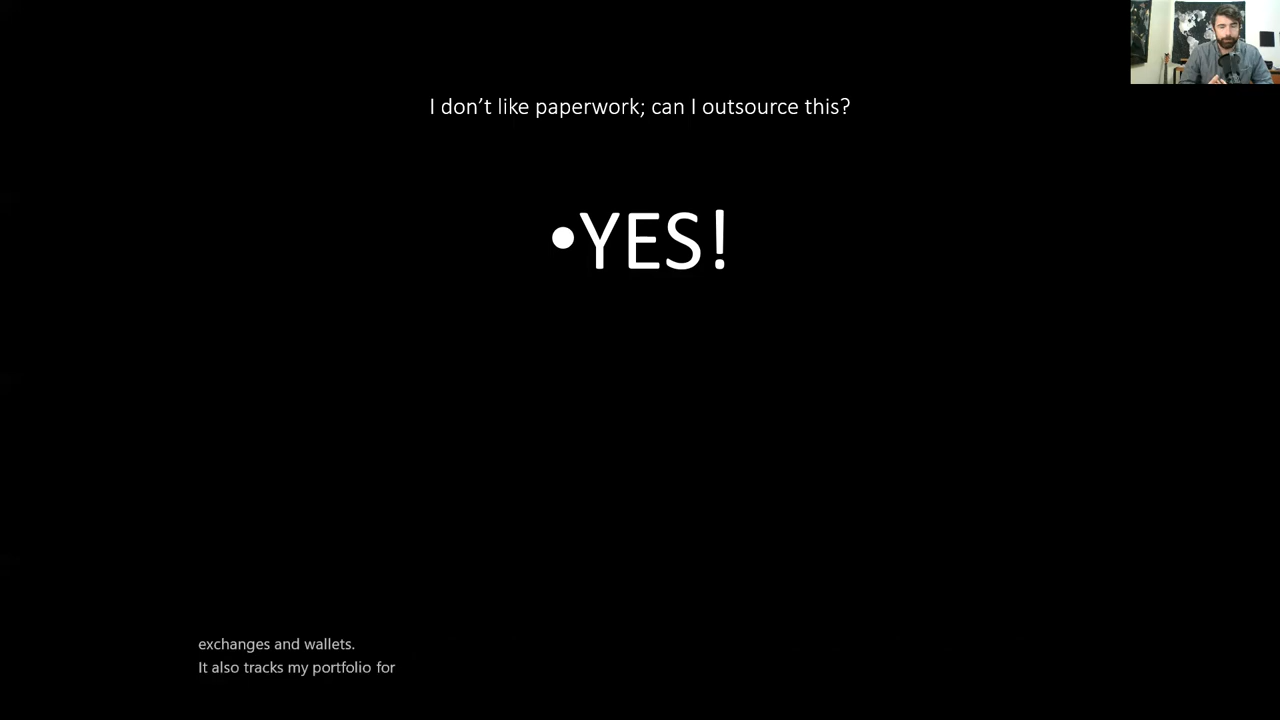 I don’t like paperwork; can I outsource this?
•YES!
exchanges and wallets.
It also tracks my portfolio for